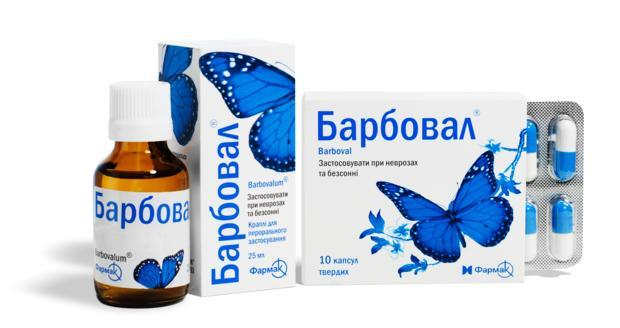 Барбовал
Barbovalum®
Фармак
Барбовал®
Barbovalum®
Застосовувати
при неврозах
та безсонні
Краплі для
перорального
застосування
25 мл
Фармак
Барбовал®
Barboval
Застосовувати при неврозах
та безсонні
10 капсул
твердих
Фармак